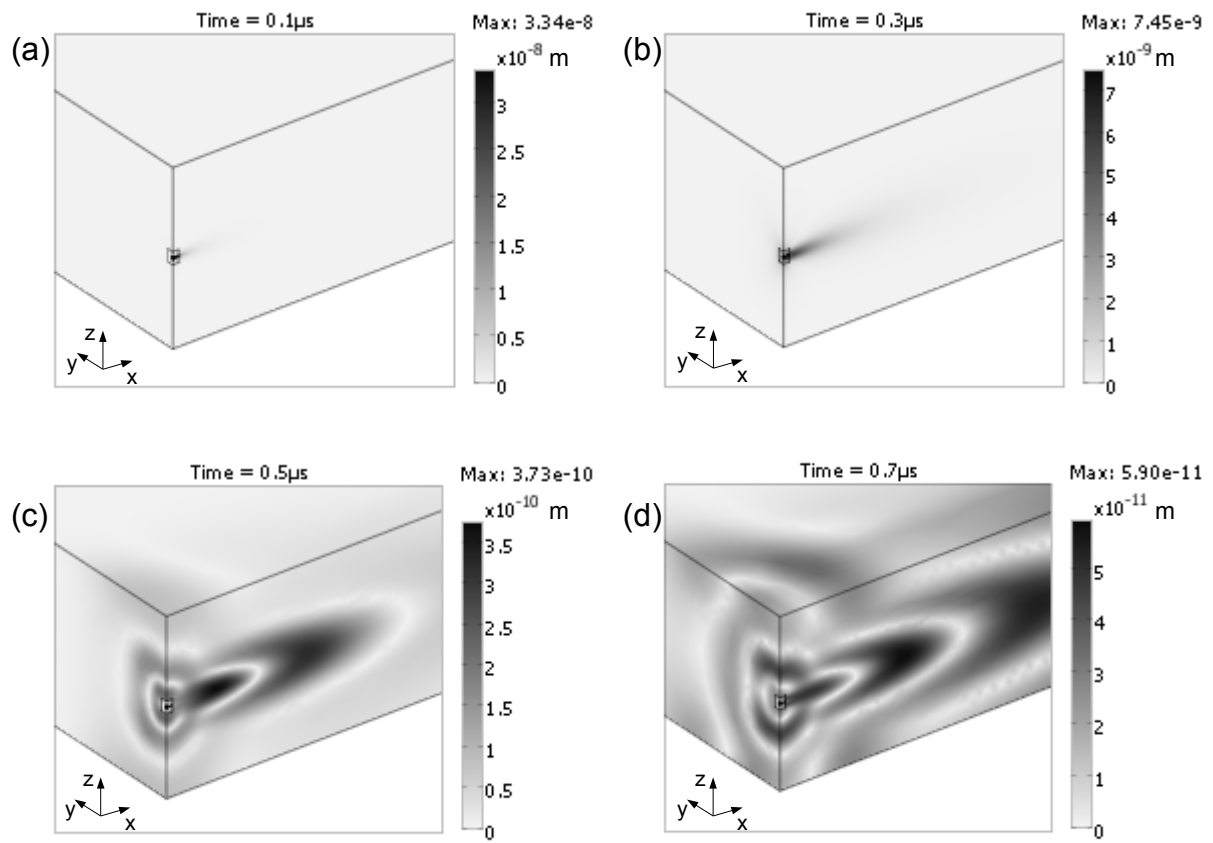 (a)
Time = 0.1µs
Max: 3.34e-8
x10^-8 m
3
2.5
2
1.5
1
0.5
0
z
y
x
(b)
Time = 0.3µs
Max: 7.45e-9
x10^-9 m
7
6
5
4
3
2
1
0
z
y
x
(c)
Time = 0.5µs
Max: 3.73e-10
x10^-10 m
3.5
3
2.5
2
1.5
1
0.5
0
z
y
x
(d)
Time = 0.7µs
Max: 5.90e-11
x10^-11 m
5
4
3
2
1
0
z
y
x